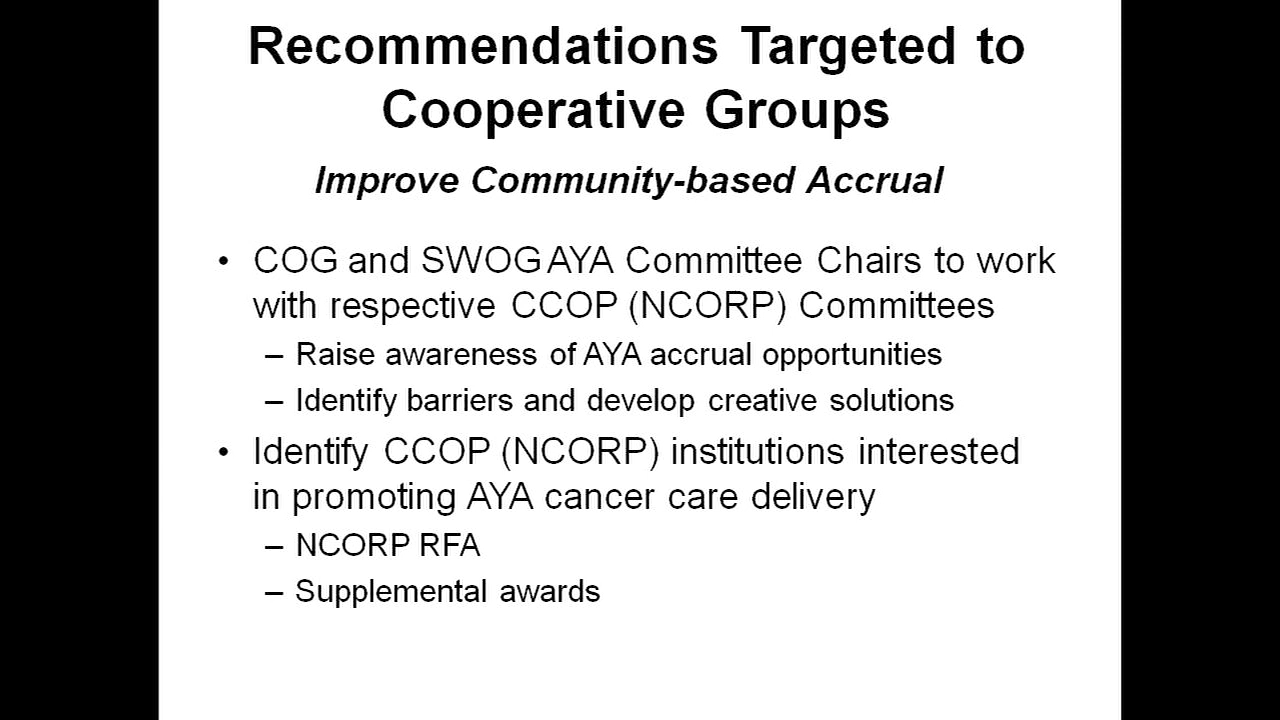 Recommendations Targeted to
Cooperative Groups
Improve Community-based Accrual
• COG and SWOG AYA Committee Chairs to work
with respective CCOP (NCORP) Committees
– Raise awareness of AYA accrual opportunities
– Identify barriers and develop creative solutions
• Identify CCOP (NCORP) institutions interested
in promoting AYA cancer care delivery
– NCORP RFA
– Supplemental awards